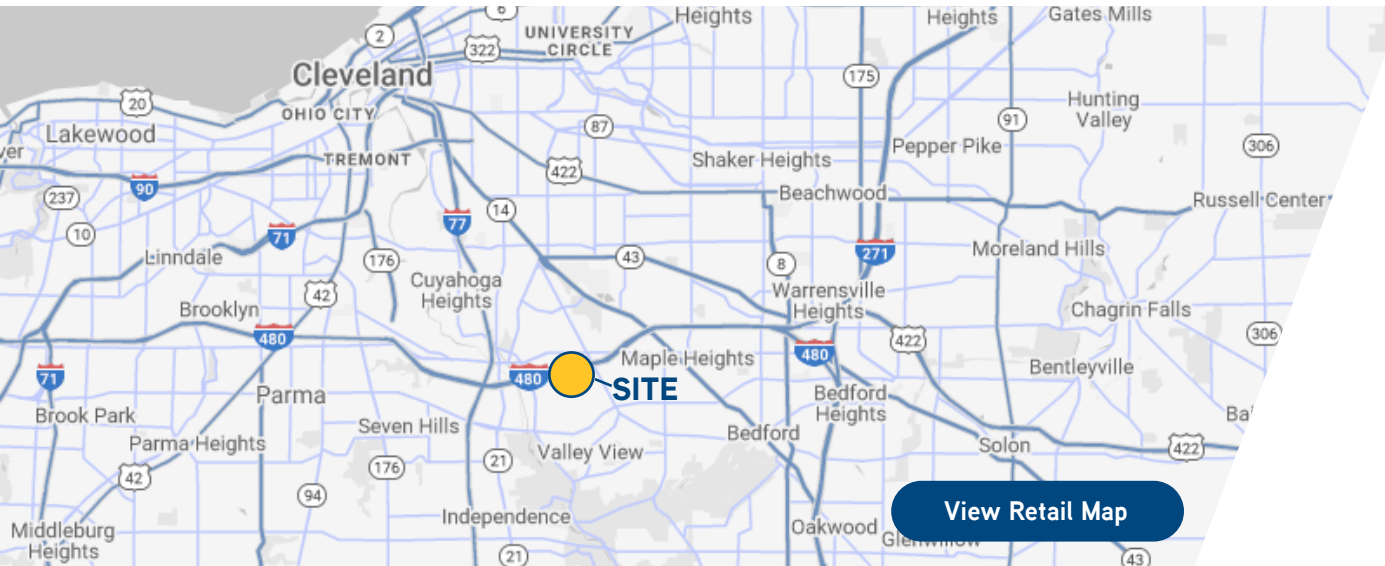 6
Heights
Heights
Gates Mills
2
UNIVERSITY
CIRCLE
322
Cleveland
175
20
OHIO CITY
Hunting
Valley
91
87
Lakewood
ver
TREMONT
Shaker Heights
Pepper Pike
306
422
90
Beachwood
237
Russell Center
14
77
10
71
271
Moreland Hills
Linndale
176
43
8
Cuyahoga
Heights
Warrensville
Heights
42
Brooklyn
Chagrin Falls
480
422
306
Maple Heights
480
71
480
SITE
Bentleyville
Parma
Bedford
Heights
Brook Park
Ba
Seven Hills
Bedford
Parma Heights
Solon
422
Valley View
21
176
42
94
View Retail Map
Independence
Middleburg
Heights
Oakwood
Glenwillow
21
43